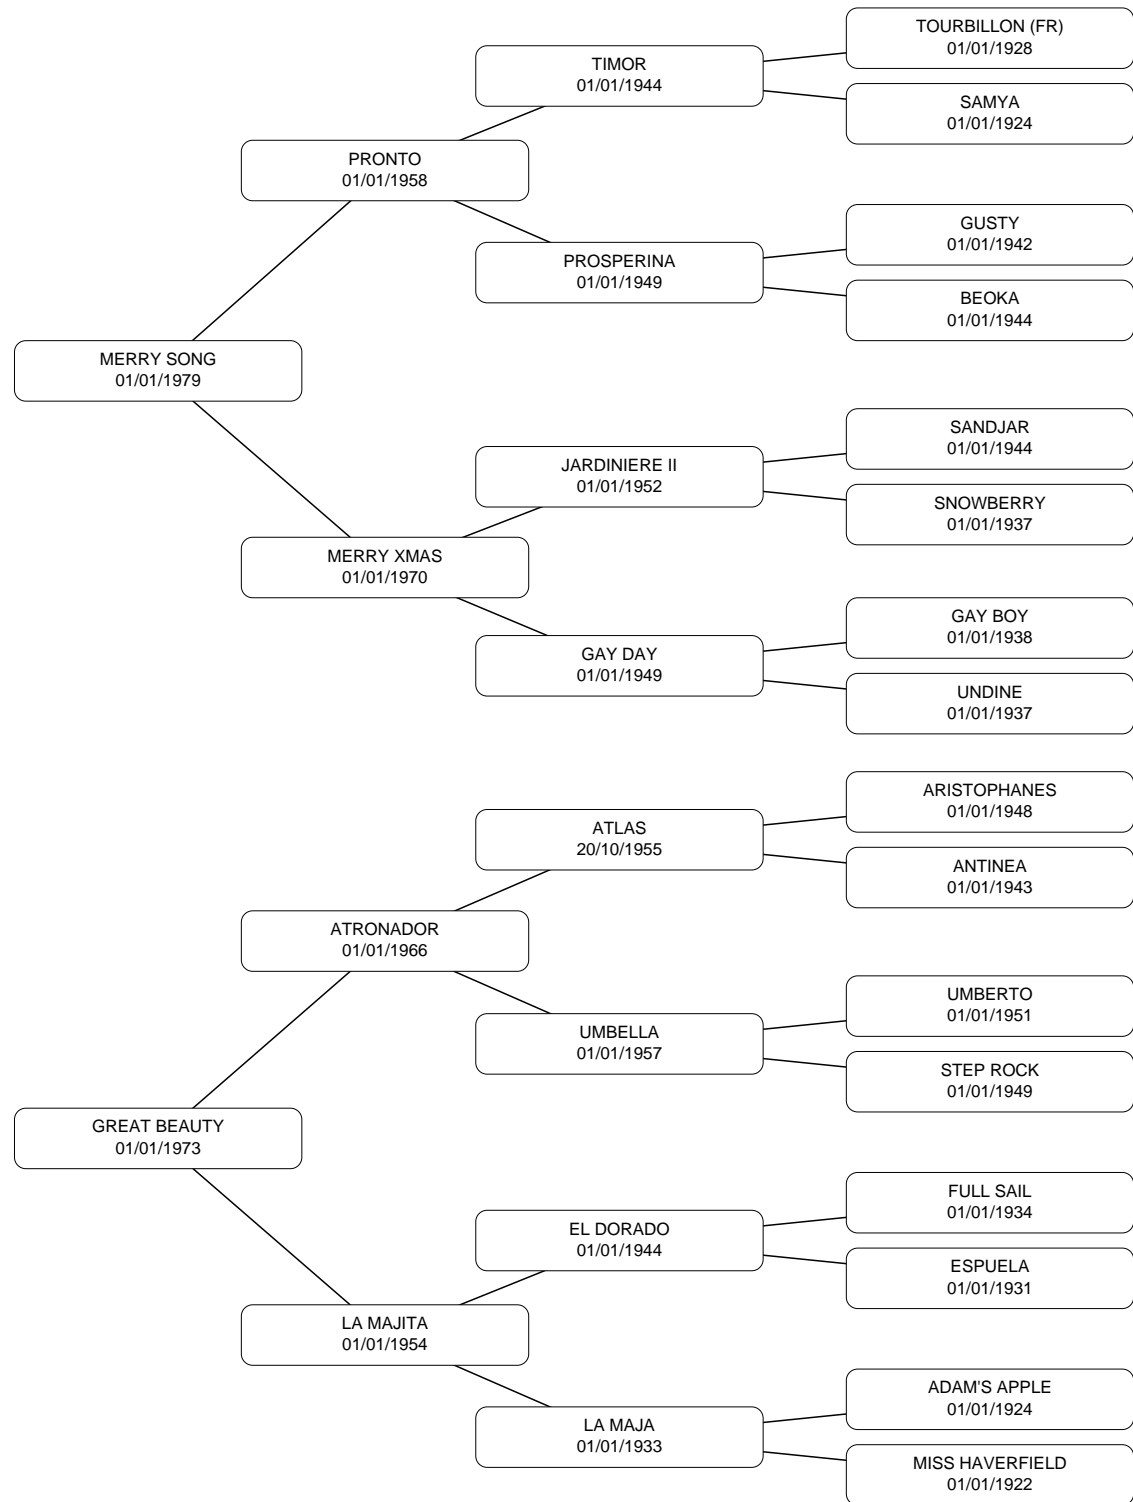 TOURBILLON (FR)
01/01/1928
TIMOR
01/01/1944
SAMYA
01/01/1924
PRONTO
01/01/1958
GUSTY
01/01/1942
PROSPERINA
01/01/1949
BEOKA
01/01/1944
MERRY SONG
01/01/1979
SANDJAR
01/01/1944
JARDINIERE II
01/01/1952
SNOWBERRY
01/01/1937
MERRY XMAS
01/01/1970
GAY BOY
01/01/1938
GAY DAY
01/01/1949
UNDINE
01/01/1937
ARISTOPHANES
01/01/1948
ATLAS
20/10/1955
ANTINEA
01/01/1943
ATRONADOR
01/01/1966
UMBERTO
01/01/1951
UMBELLA
01/01/1957
STEP ROCK
01/01/1949
GREAT BEAUTY
01/01/1973
FULL SAIL
01/01/1934
EL DORADO
01/01/1944
ESPUELA
01/01/1931
LA MAJITA
01/01/1954
ADAM'S APPLE
01/01/1924
LA MAJA
01/01/1933
MISS HAVERFIELD
01/01/1922